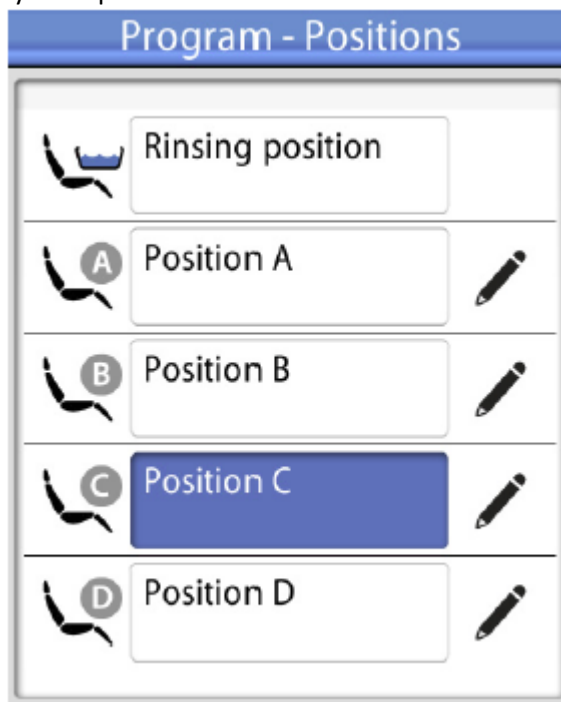 Program - Positions
Rinsing position
A
Position A
B
Position B
C
Position C
D
Position D